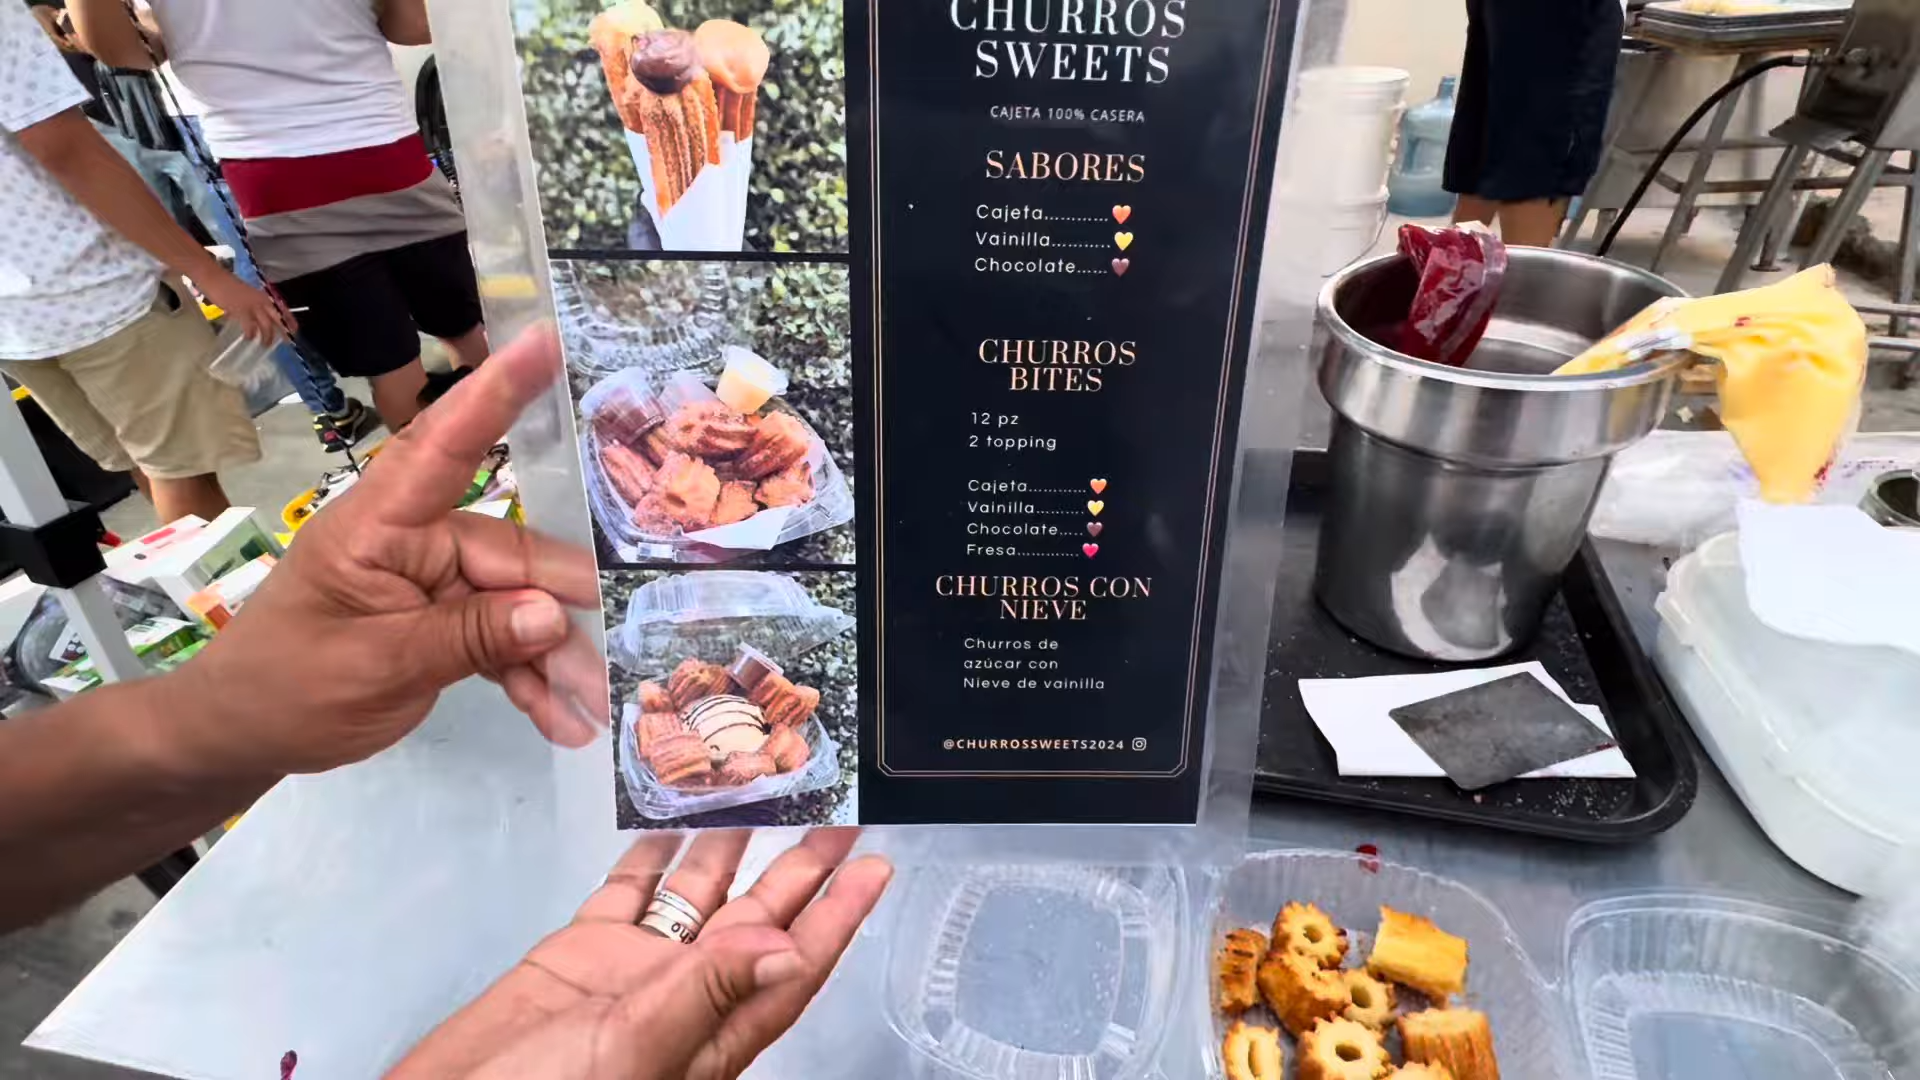 CHURROS
SWEETS
CAJETA 100% CASERA
SABORES
Cajeta............🧡
Vainilla..........💛
Chocolate......🤎
CHURROS
BITES
12 pz
2 topping
Cajeta............🧡
Vainilla..........💛
Chocolate.....🤎
Fresa.............💗
CHURROS CON
NIEVE
Churros de
azúcar con
Nieve de vainilla
@CHURROSSWEETS2024